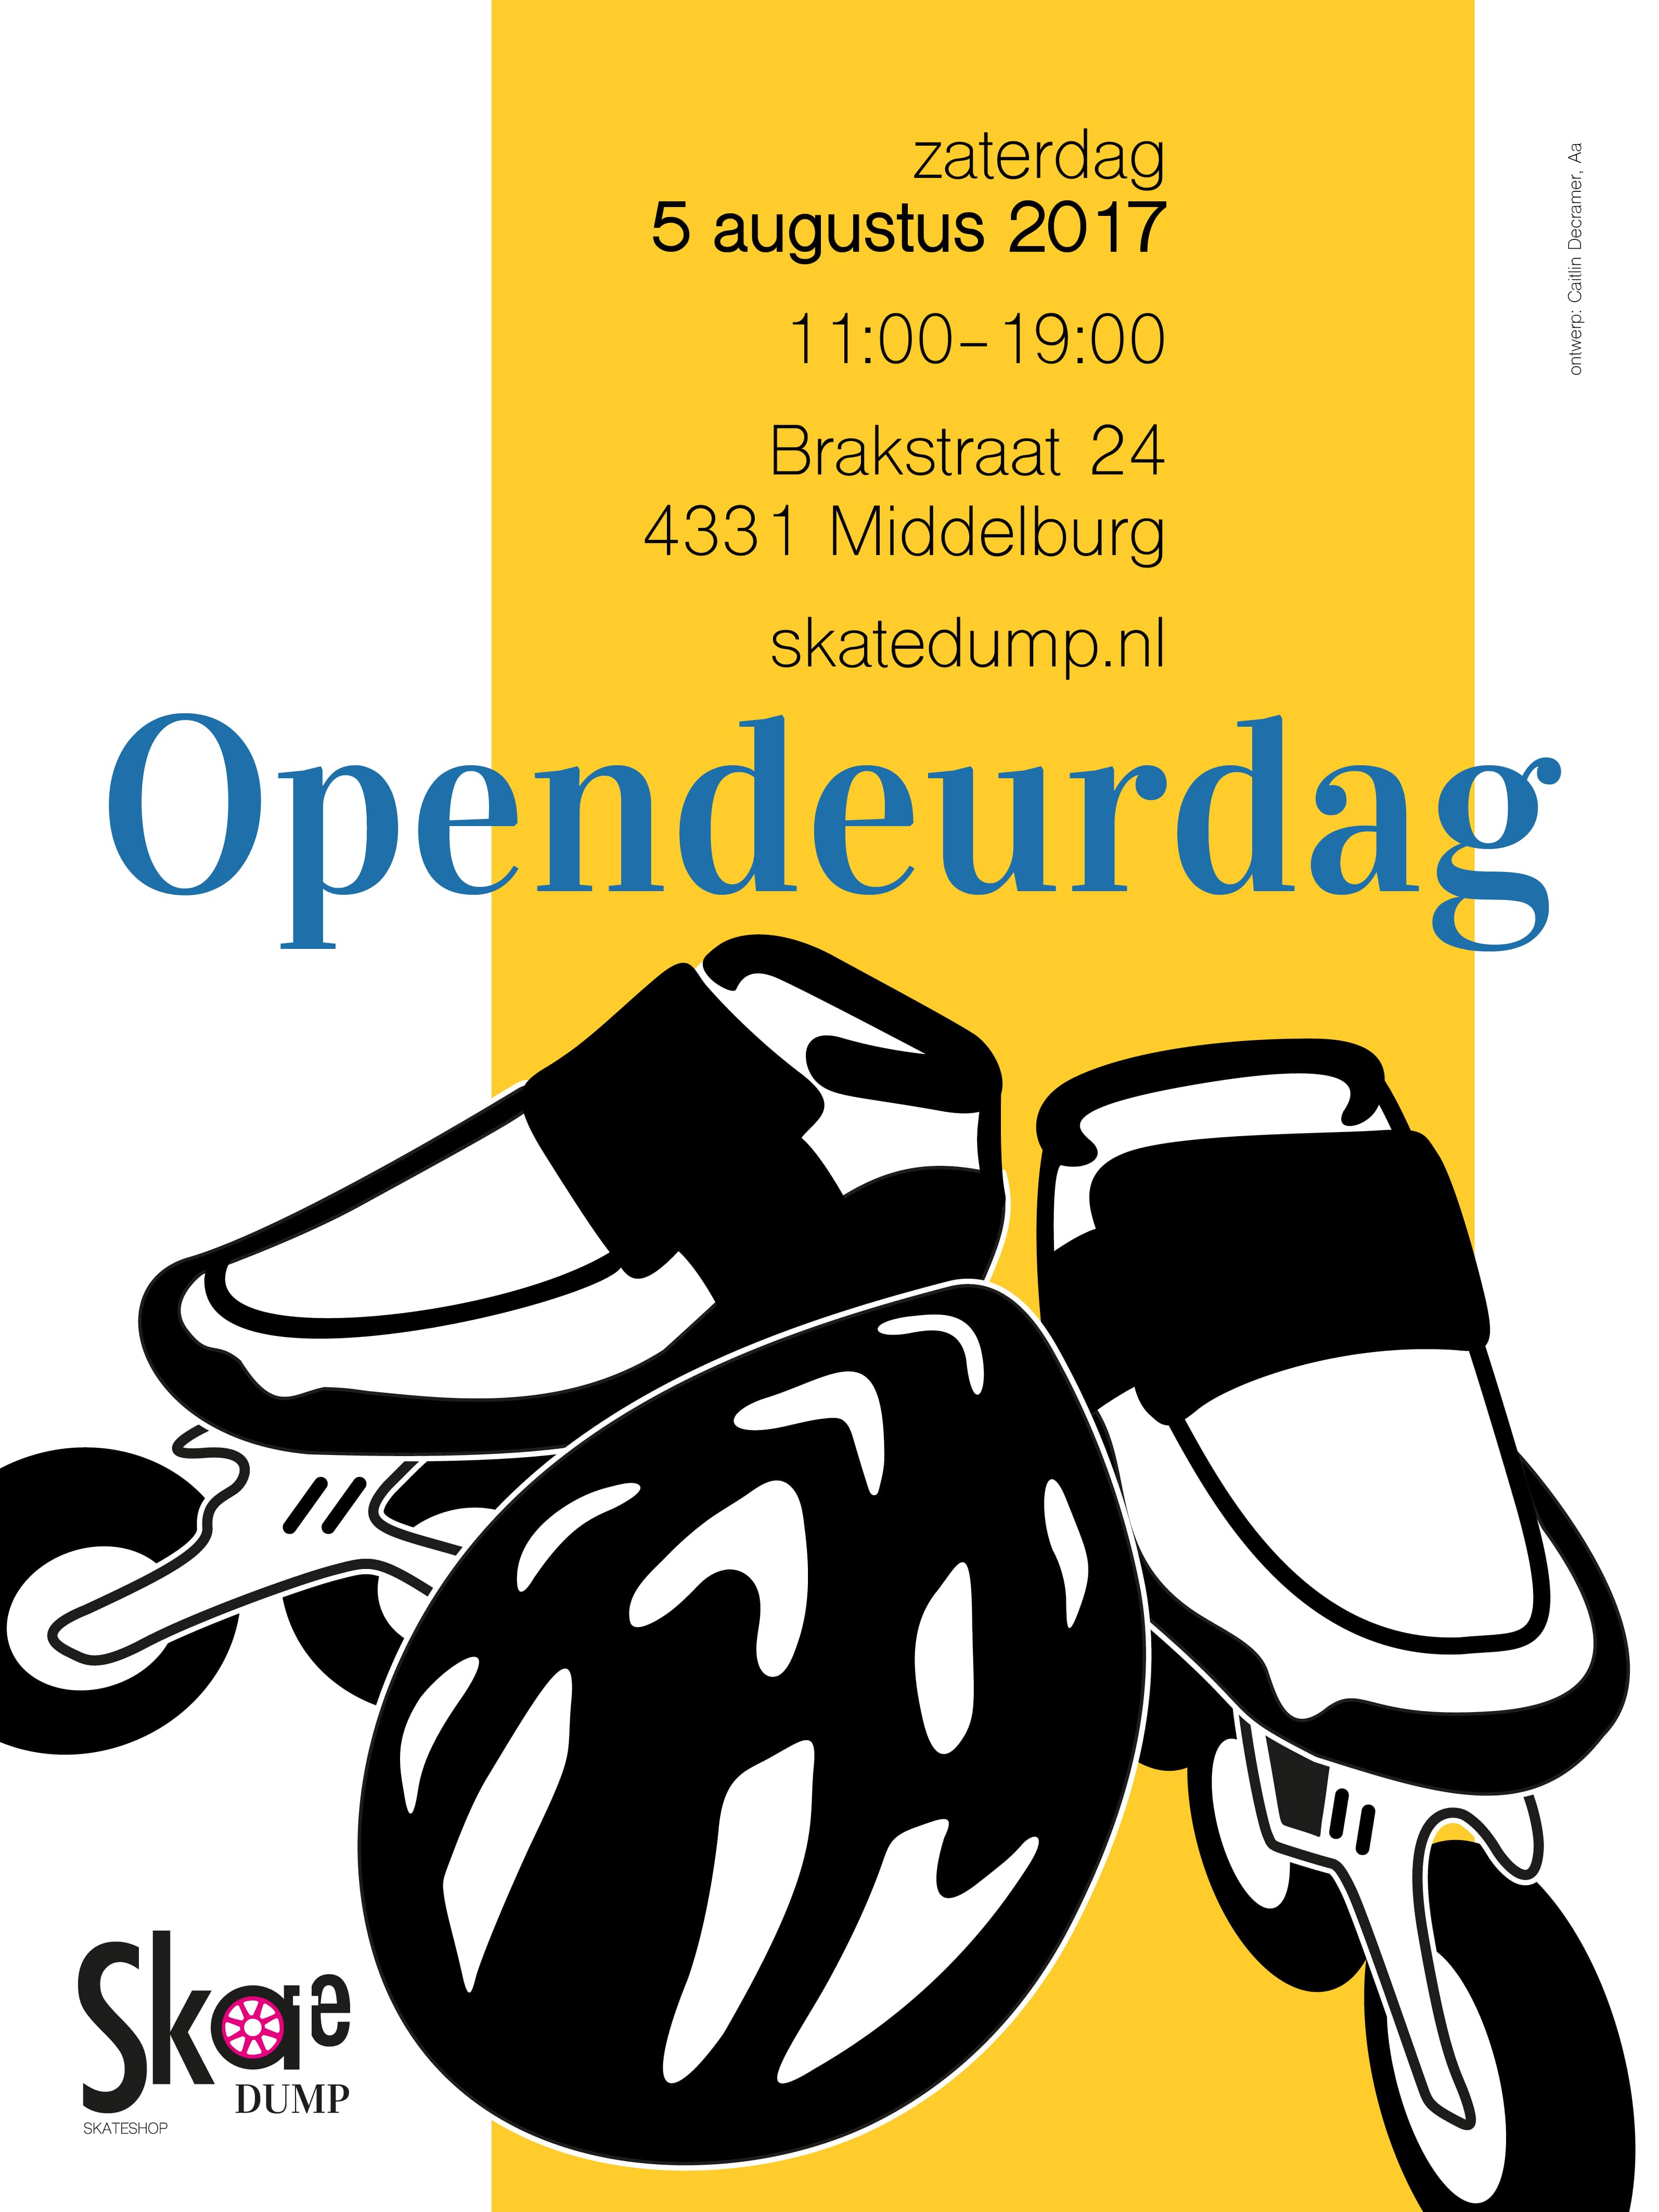 zaterdag
5 augustus 2017
11:00–19:00
Brakstraat 24
4331 Middelburg
skatedump.nl
ontwerp: Caitlin Decramer, Aa
Opendeurdag
Skate
DUMP
SKATESHOP